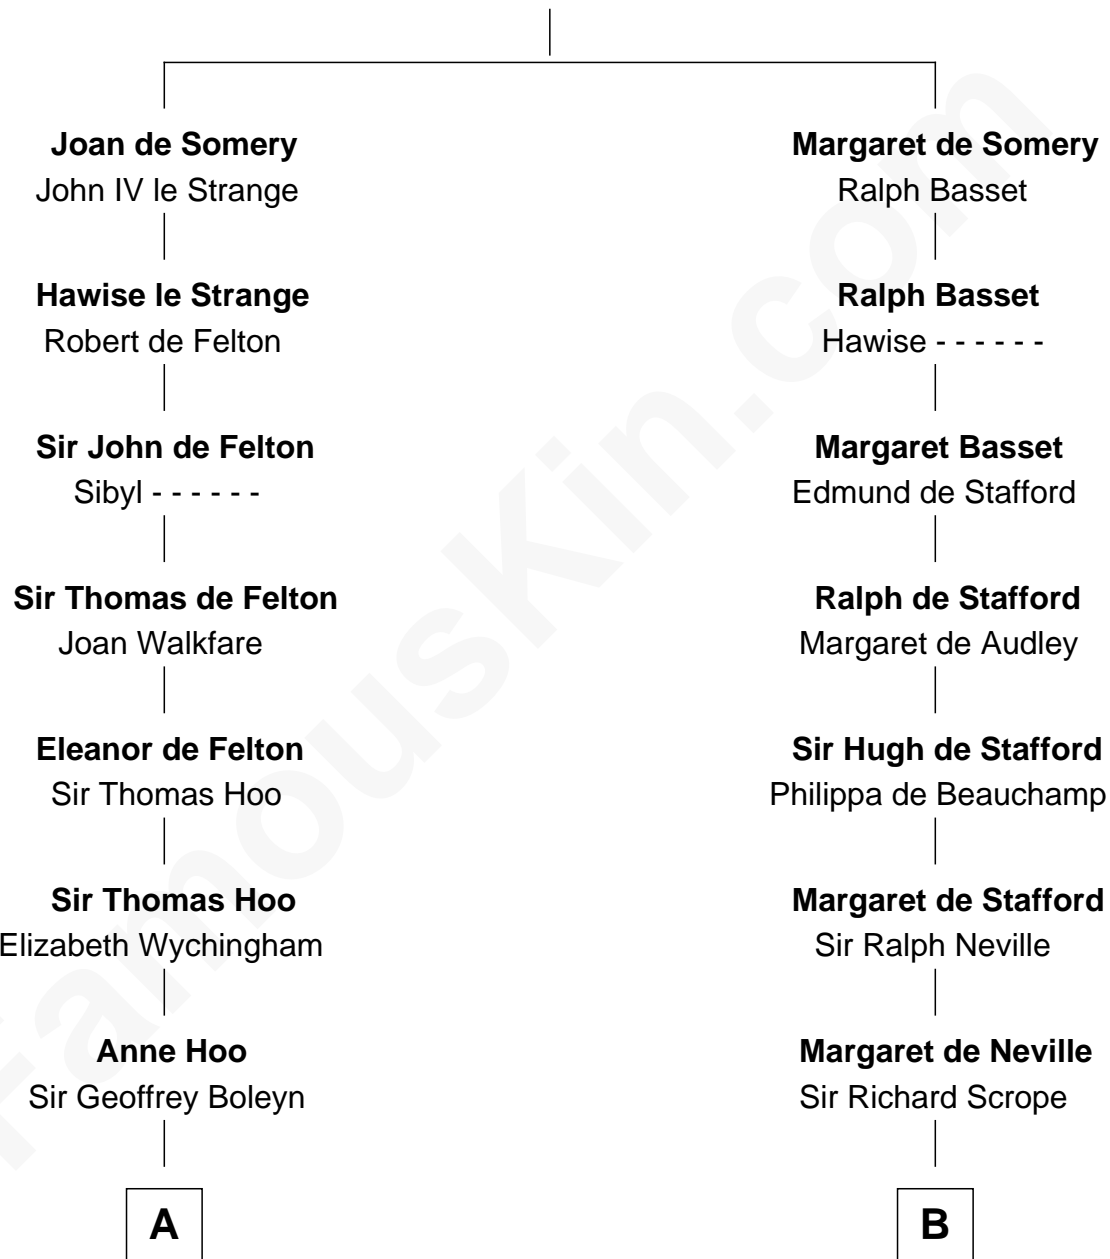 Joan de Somery
John IV le Strange
Hawise le Strange
Robert de Felton
Sir John de Felton
Sibyl - - - - - -
Sir Thomas de Felton
Joan Walkfare
Eleanor de Felton
Sir Thomas Hoo
Sir Thomas Hoo
Elizabeth Wychingham
Anne Hoo
Sir Geoffrey Boleyn
A
Margaret de Somery
Ralph Basset
Ralph Basset
Hawise - - - - - -
Margaret Basset
Edmund de Stafford
Ralph de Stafford
Margaret de Audley
Sir Hugh de Stafford
Philippa de Beauchamp
Margaret de Stafford
Sir Ralph Neville
Margaret de Neville
Sir Richard Scrope
B
FamousKin.com